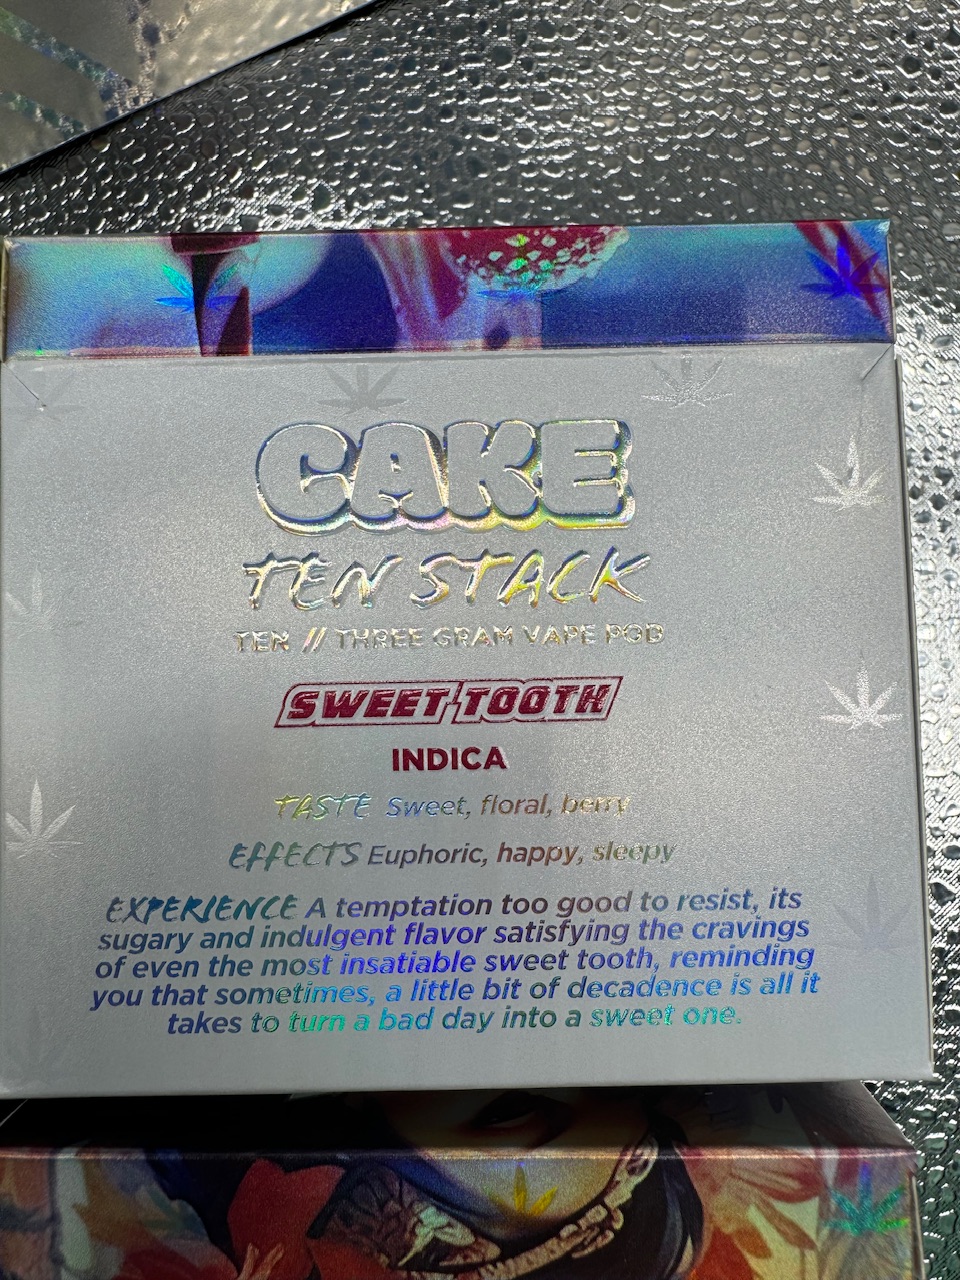 CAKE
TEN STACK
TEN // THREE GRAM VAPE POD
SWEET TOOTH
INDICA
TASTE Sweet, floral, berry
EFFECTS Euphoric, happy, sleepy
EXPERIENCE A temptation too good to resist, its
sugary and indulgent flavor satisfying the cravings
of even the most insatiable sweet tooth, reminding
you that sometimes, a little bit of decadence is all it
takes to turn a bad day into a sweet one.